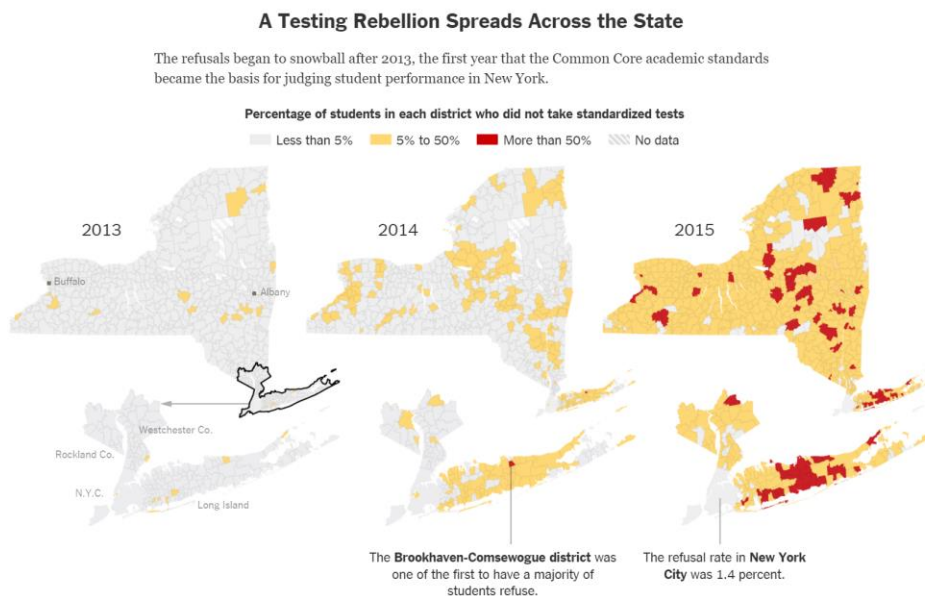 A Testing Rebellion Spreads Across the State
The refusals began to snowball after 2013, the first year that the Common Core academic standards
became the basis for judging student performance in New York.
Percentage of students in each district who did not take standardized tests
Less than 5%
5% to 50%
More than 50%
No data
2013
2014
2015
Buffalo
Albany
Westchester Co.
Rockland Co.
N.Y.C.
Long Island
The Brookhaven-Comsewogue district was
one of the first to have a majority of
students refuse.
The refusal rate in New York
City was 1.4 percent.